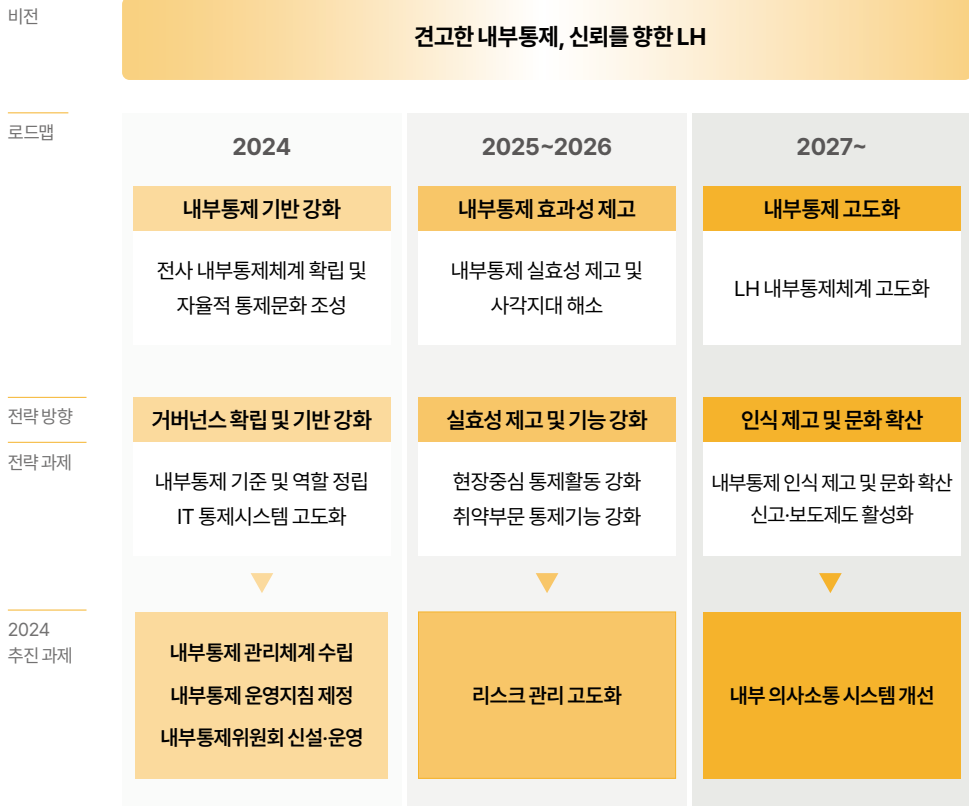 비전
견고한 내부통제, 신뢰를 향한 LH
로드맵
2024
2025~2026
2027~
내부통제 기반 강화
내부통제 효과성 제고
내부통제 고도화
전사 내부통제체계 확립 및
자율적 통제문화 조성
내부통제 실효성 제고 및
사각지대 해소
LH 내부통제체계 고도화
전략 방향
거버넌스 확립 및 기반 강화
실효성 제고 및 기능 강화
인식 제고 및 문화 확산
전략 과제
내부통제 기준 및 역할 정립
IT 통제시스템 고도화
현장중심 통제활동 강화
취약부문 통제기능 강화
내부통제 인식 제고 및 문화 확산
신고·보도제도 활성화
2024
추진 과제
내부통제 관리체계 수립
내부통제 운영지침 제정
내부통제위원회 신설·운영
리스크 관리 고도화
내부 의사소통 시스템 개선